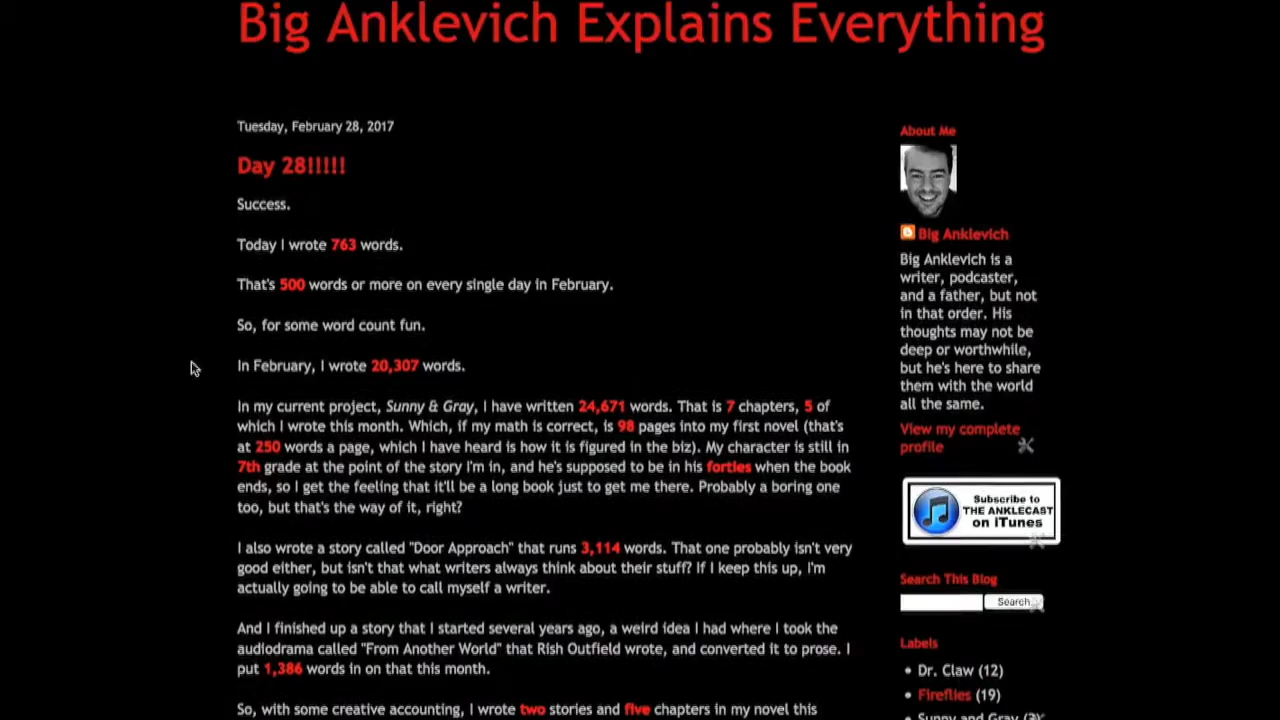 Big Anklevich Explains Everything
Tuesday, February 28, 2017
Day 28!!!!!
Success.
Today I wrote 763 words.
That's 500 words or more on every single day in February.
So, for some word count fun.
In February, I wrote 20,307 words.
In my current project, Sunny & Gray, I have written 24,671 words. That is 7 chapters, 5 of
which I wrote this month. Which, if my math is correct, is 98 pages into my first novel (that's
at 250 words a page, which I have heard is how it is figured in the biz). My character is still in
7th grade at the point of the story I'm in, and he's supposed to be in his forties when the book
ends, so I get the feeling that it'll be a long book just to get me there. Probably a boring one
too, but that's the way of it, right?
I also wrote a story called "Door Approach" that runs 3,114 words. That one probably isn't very
good either, but isn't that what writers always think about their stuff? If I keep this up, I'm
actually going to be able to call myself a writer.
And I finished up a story that I started several years ago, a weird idea I had where I took the
audiodrama called "From Another World" that Rish Outfield wrote, and converted it to prose. I
put 1,386 words in on that this month.
So, with some creative accounting, I wrote two stories and five chapters in my novel this
About Me
Big Anklevich
Big Anklevich is a
writer, podcaster,
and a father, but not
in that order. His
thoughts may not be
deep or worthwhile,
but he's here to share
them with the world
all the same.
View my complete
profile
Subscribe to
THE ANKLECAST
on iTunes
Search This Blog
Search
Labels
• Dr. Claw (12)
• Fireflies (19)
• Sunny and Gray